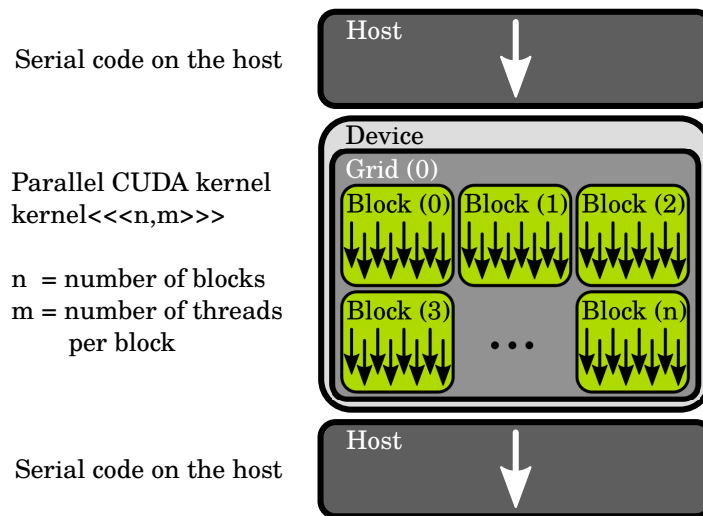 Host
Serial code on the host
Device
Grid (0)
Parallel CUDA kernel
kernel<<<n,m>>>
n = number of blocks
m = number of threads
per block
Block (0) Block (1) Block (2)
Block (3) ... Block (n)
Host
Serial code on the host